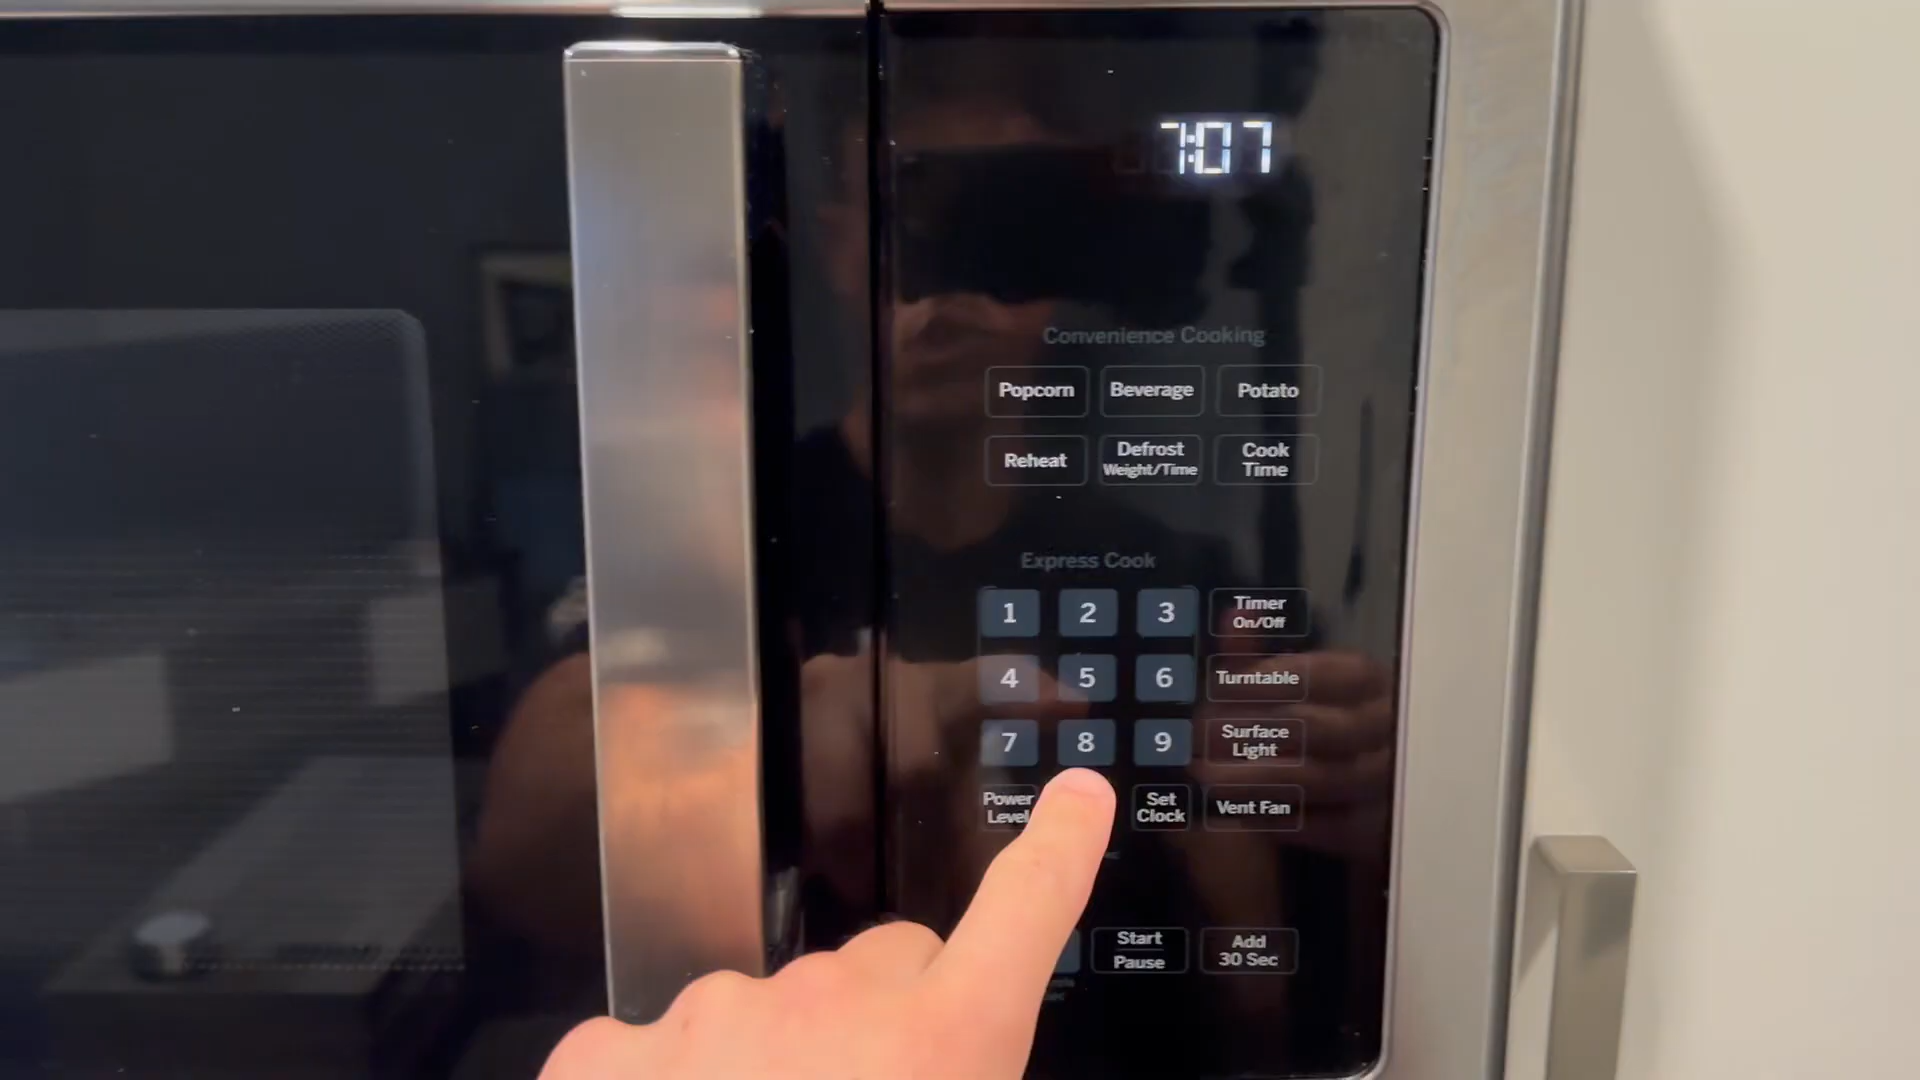 7:07
Convenience Cooking
Popcorn
Beverage
Potato
Reheat
Defrost
Weight/Time
Cook
Time
Express Cook
1
2
3
Timer
On/Off
4
5
6
Turntable
7
8
9
Surface
Light
Power
Level
Set
Clock
Vent Fan
Start
Pause
Add
30 Sec